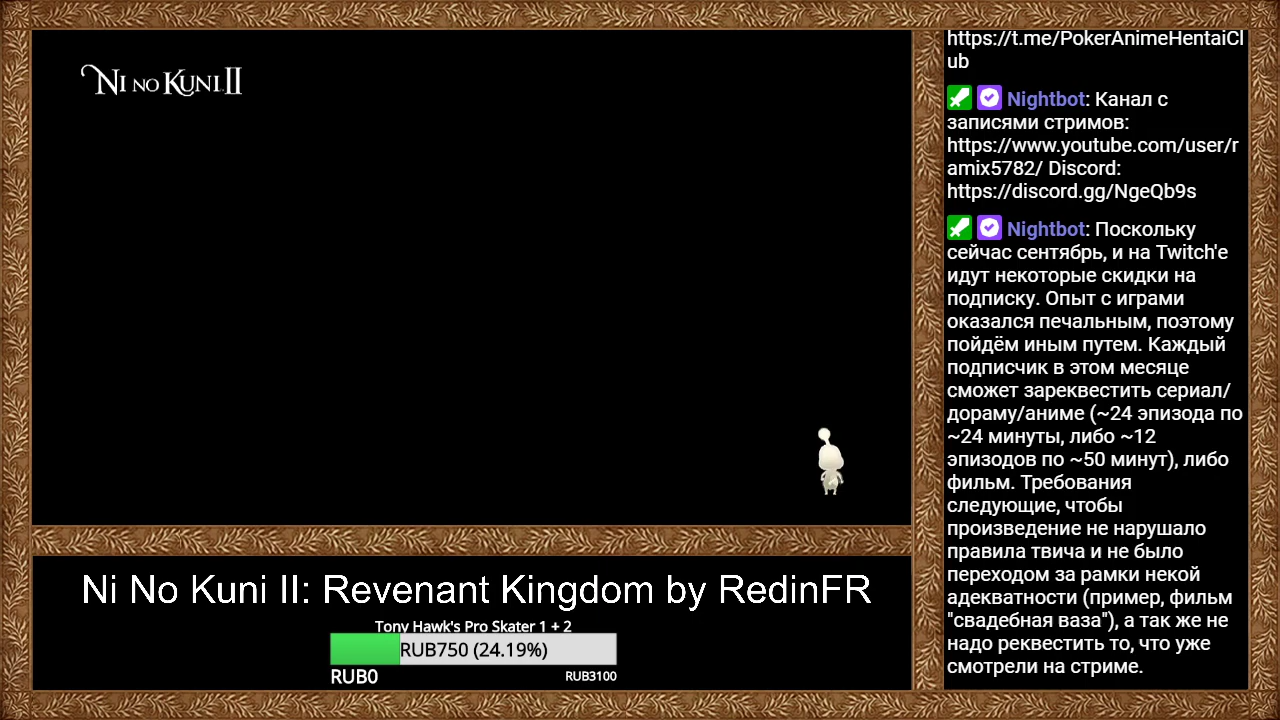 NI NO KUNI II
Ni No Kuni II: Revenant Kingdom by RedinFR
Tony Hawk's Pro Skater 1 + 2
RUB750 (24.19%)
RUB0
RUB3100
https://t.me/PokerAnimeHentaiCl
ub
Nightbot: Канал с
записями стримов:
https://www.youtube.com/user/r
amix5782/ Discord:
https://discord.gg/NgeQb9s
Nightbot: Поскольку
сейчас сентябрь, и на Twitch'е
идут некоторые скидки на
подписку. Опыт с играми
оказался печальным, поэтому
пойдём иным путем. Каждый
подписчик в этом месяце
сможет зареквестить сериал/
дораму/аниме (~24 эпизода по
~24 минуты, либо ~12
эпизодов по ~50 минут), либо
фильм. Требования
следующие, чтобы
произведение не нарушало
правила твича и не было
переходом за рамки некой
адекватности (пример, фильм
"свадебная ваза"), а так же не
надо реквестить то, что уже
смотрели на стриме.